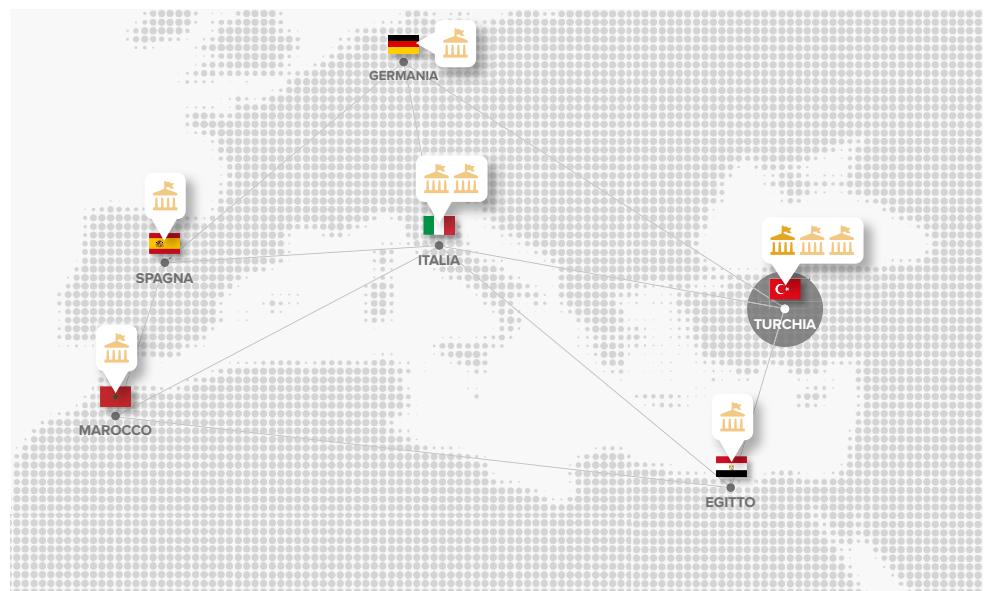 GERMANIA
ITALIA
SPAGNA
TURCHIA
MAROCCO
EGITTO